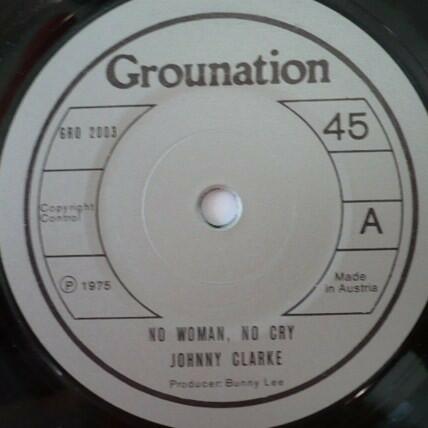 Grounation
GRO 2003
45
Copyright
Control
A
Ⓟ 1975
Made
in Austria
NO WOMAN, NO CRY
JOHNNY CLARKE
Producer: Bunny Lee